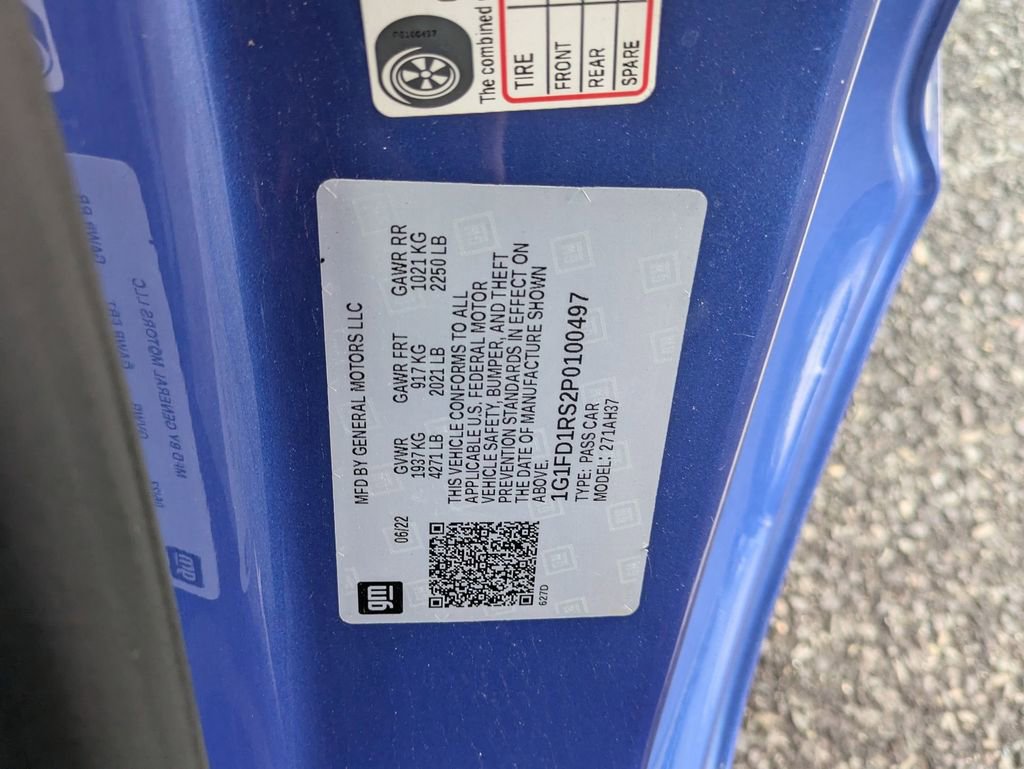 The combined
TIRE
FRONT
REAR
SPARE
MFD BY GENERAL MOTORS LLC
06/22
GVWR GAWR FRT GAWR RR
1937 KG 917 KG 1021 KG
4271 LB 2021 LB 2250 LB
THIS VEHICLE CONFORMS TO ALL
APPLICABLE U.S. FEDERAL MOTOR
VEHICLE SAFETY, BUMPER, AND THEFT
PREVENTION STANDARDS IN EFFECT ON
THE DATE OF MANUFACTURE SHOWN
ABOVE.
1G1FD1RS2P0100497
TYPE: PASS CAR
MODEL: 271AH37
gm
627D